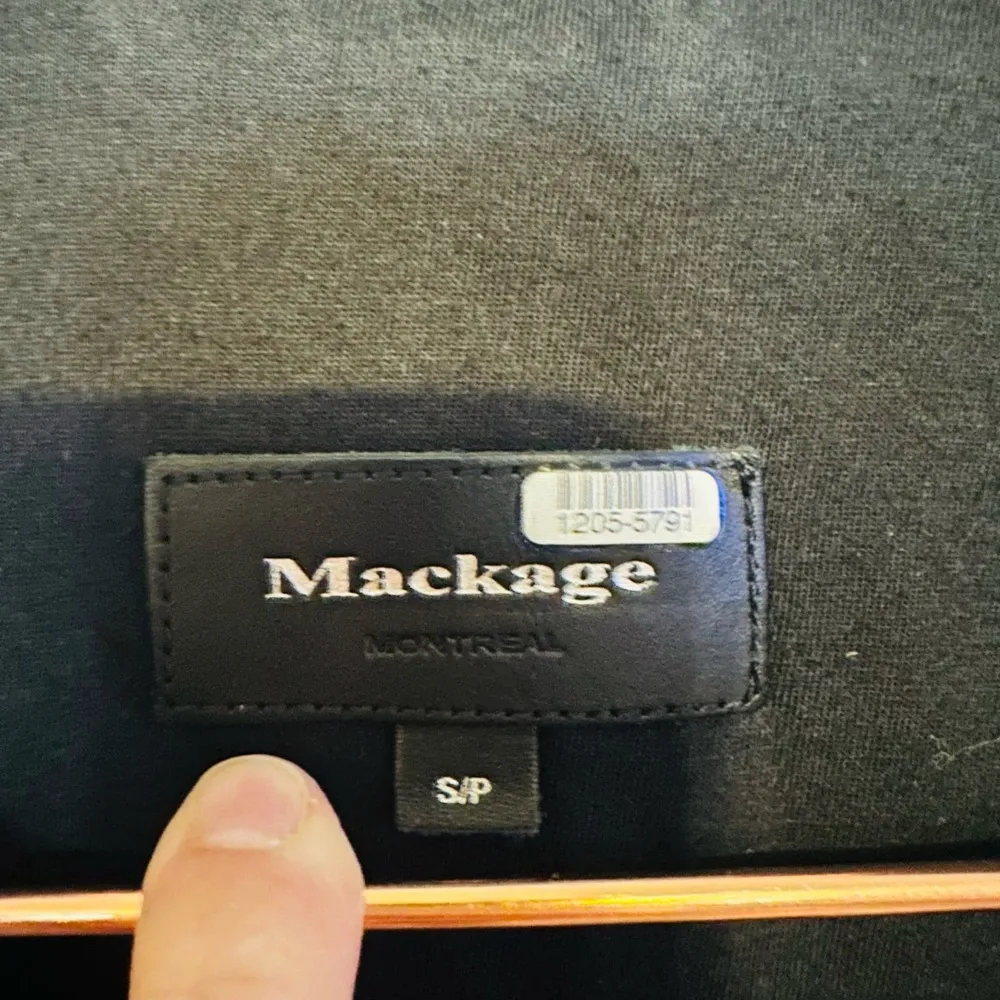 1205-5791
Mackage
MONTREAL
S/P